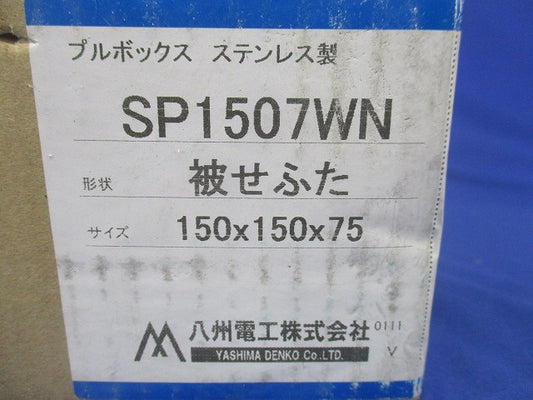 プルボックス ステンレス製
SP1507WN
形状 被せふた
サイズ 150x150x75
八州電工株式会社 0111
YASHIMA DENKO Co.,LTD. V